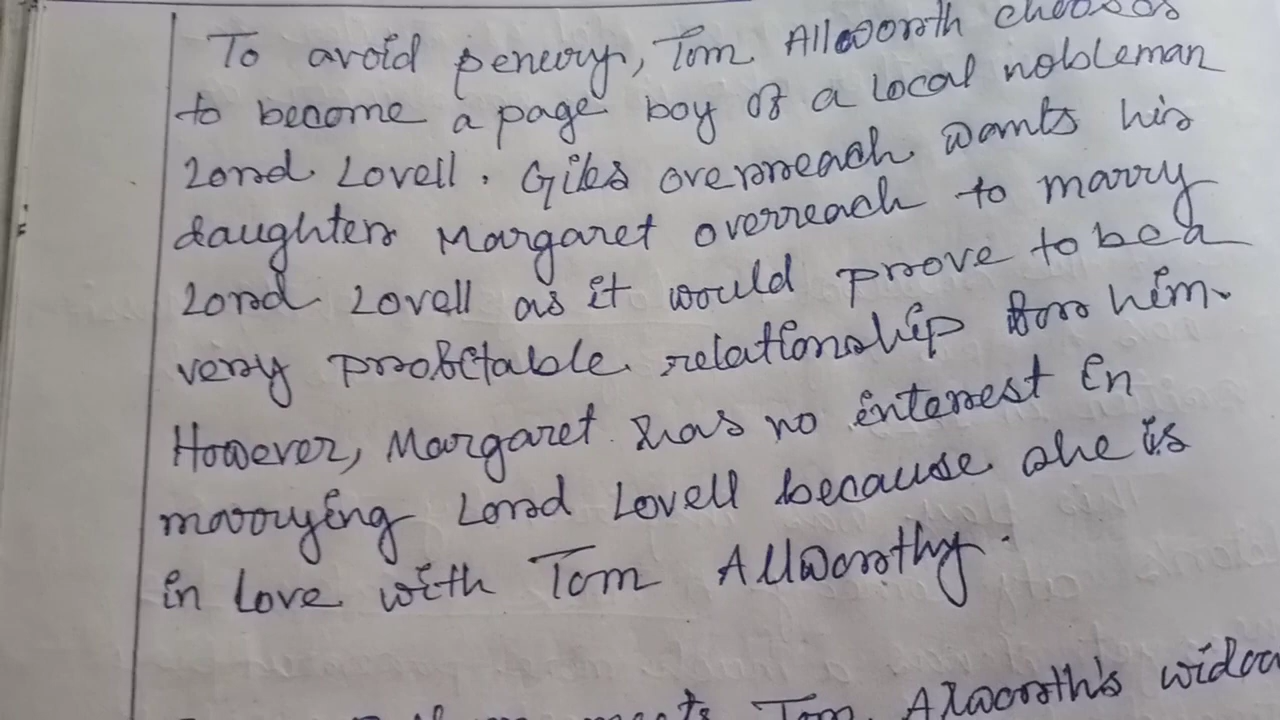 To avoid penury, Tom Allworth chooses
to become a page boy of a local nobleman
Lord Lovell. Giles overreach wants his
daughter Margaret overreach to marry
Lord Lovell as it would prove to be a
very profitable relationship for him.
However, Margaret has no interest in
marrying Lord Lovell because she is
in love with Tom Allworthy.
Tom Alworth's